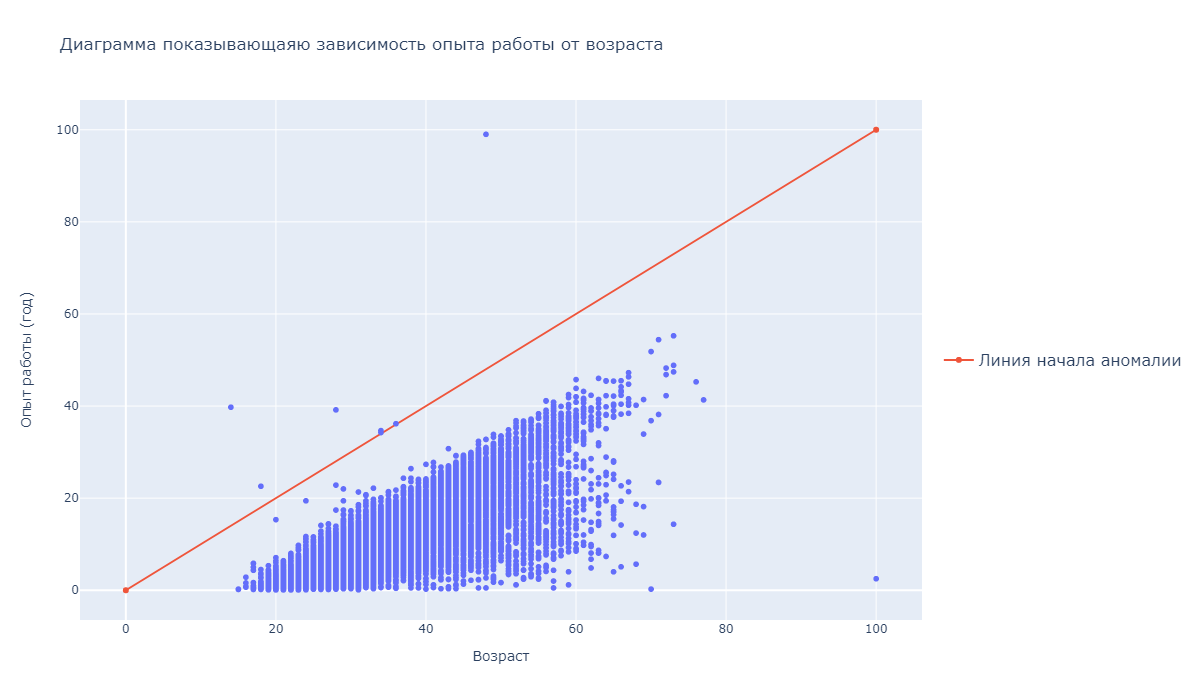 Диаграмма показывающаяю зависимость опыта работы от возраста
100
80
60
40
20
0
Опыт работы (год)
0 20 40 60 80 100
Возраст
Линия начала аномалии